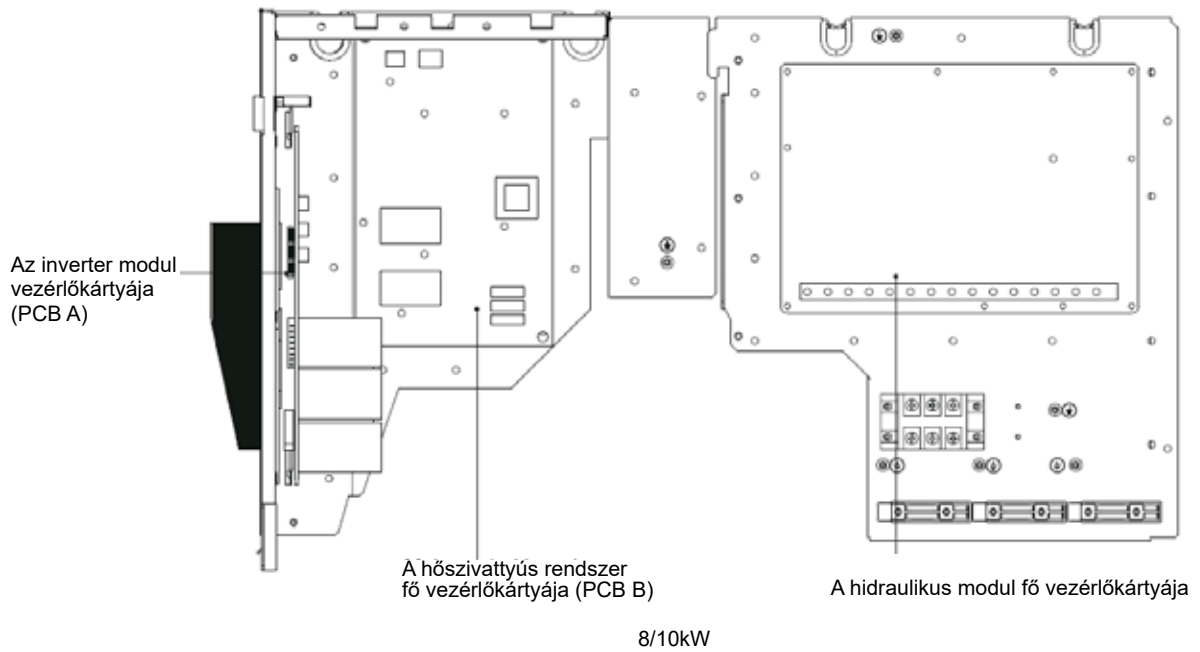 Az inverter modul
vezérlőkártyája
(PCB A)
A hőszivattyús rendszer
fő vezérlőkártyája (PCB B)
A hidraulikus modul fő vezérlőkártyája
8/10kW